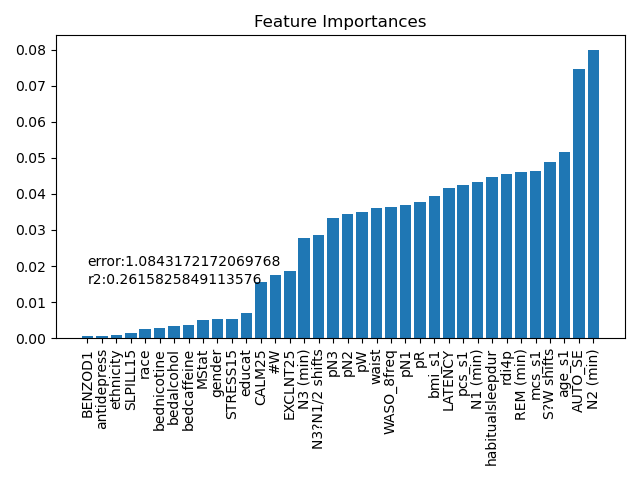 Feature Importances
0.08
0.07
0.06
0.05
0.04
0.03
0.02
0.01
0.00
error:1.0843172172069768
r2:0.2615825849113576
BENZOD1
antidepress
ethnicity
SLPILL15
race
bednicotine
bedalcohol
bedcaffeine
MStat
gender
STRESS15
educat
CALM25
#W
EXCLNT25
N3 (min)
N3?N1/2 shifts
pN3
pN2
pW
waist
WASO_8freq
pN1
pR
bmi_s1
LATENCY
pcs_s1
N1 (min)
habitualsleepdur
rdi4p
REM (min)
mcs_s1
S?W shifts
age_s1
AUTO_SE
N2 (min)